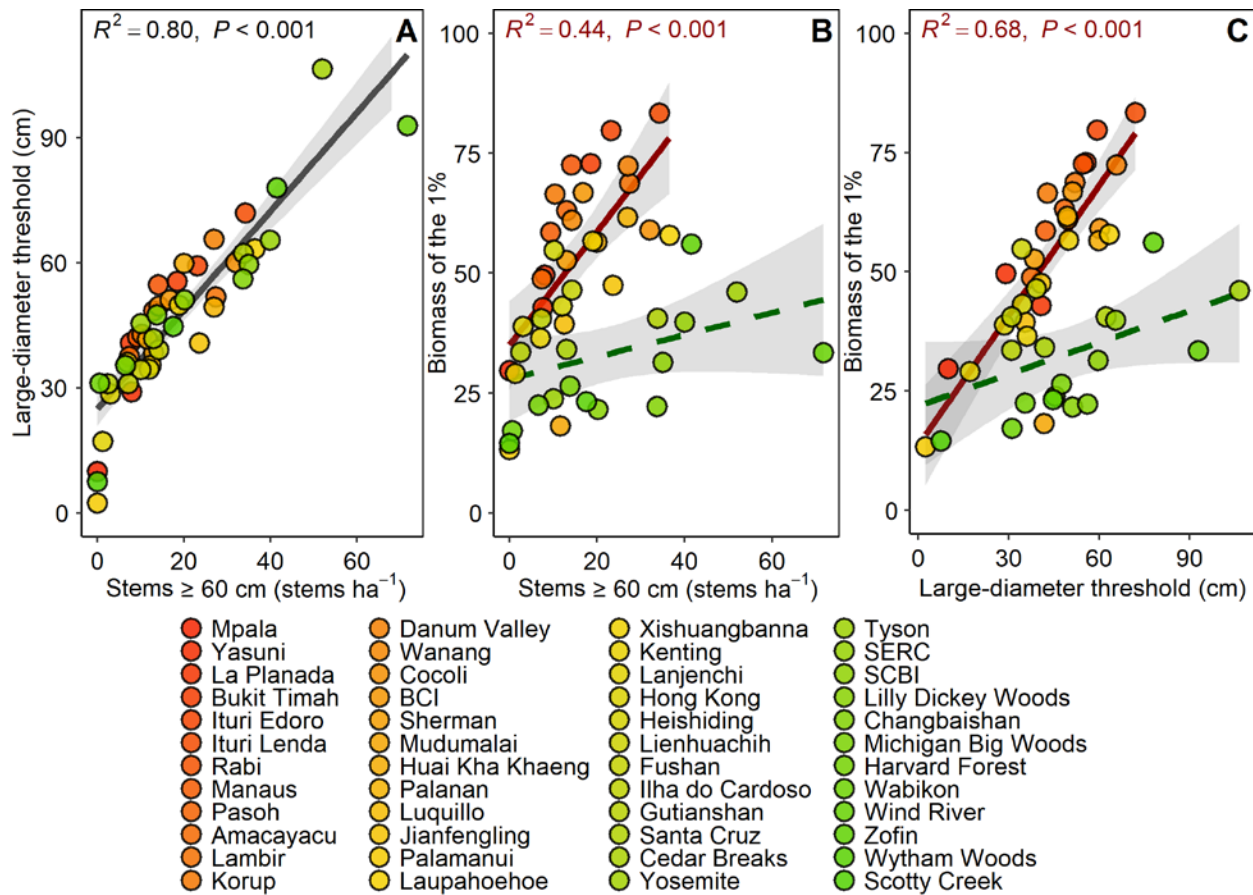 R² = 0.80, P < 0.001
A
90
60
30
0
Large-diameter threshold (cm)
0 20 40 60
Stems ≥ 60 cm (stems ha⁻¹)
R² = 0.44, P < 0.001
B
100
75
50
25
0
Biomass of the 1%
0 20 40 60
Stems ≥ 60 cm (stems ha⁻¹)
R² = 0.68, P < 0.001
C
100
75
50
25
0
Biomass of the 1%
0 30 60 90
Large-diameter threshold (cm)
Mpala
Yasuni
La Planada
Bukit Timah
Ituri Edoro
Ituri Lenda
Rabi
Manaus
Pasoh
Amacayacu
Lambir
Korup
Danum Valley
Wanang
Cocoli
BCI
Sherman
Mudumalai
Huai Kha Khaeng
Palanan
Luquillo
Jianfengling
Palamanui
Laupahoehoe
Xishuangbanna
Kenting
Lanjenchi
Hong Kong
Heishiding
Lienhuachih
Fushan
Ilha do Cardoso
Gutianshan
Santa Cruz
Cedar Breaks
Yosemite
Tyson
SERC
SCBI
Lilly Dickey Woods
Changbaishan
Michigan Big Woods
Harvard Forest
Wabikon
Wind River
Zofin
Wytham Woods
Scotty Creek